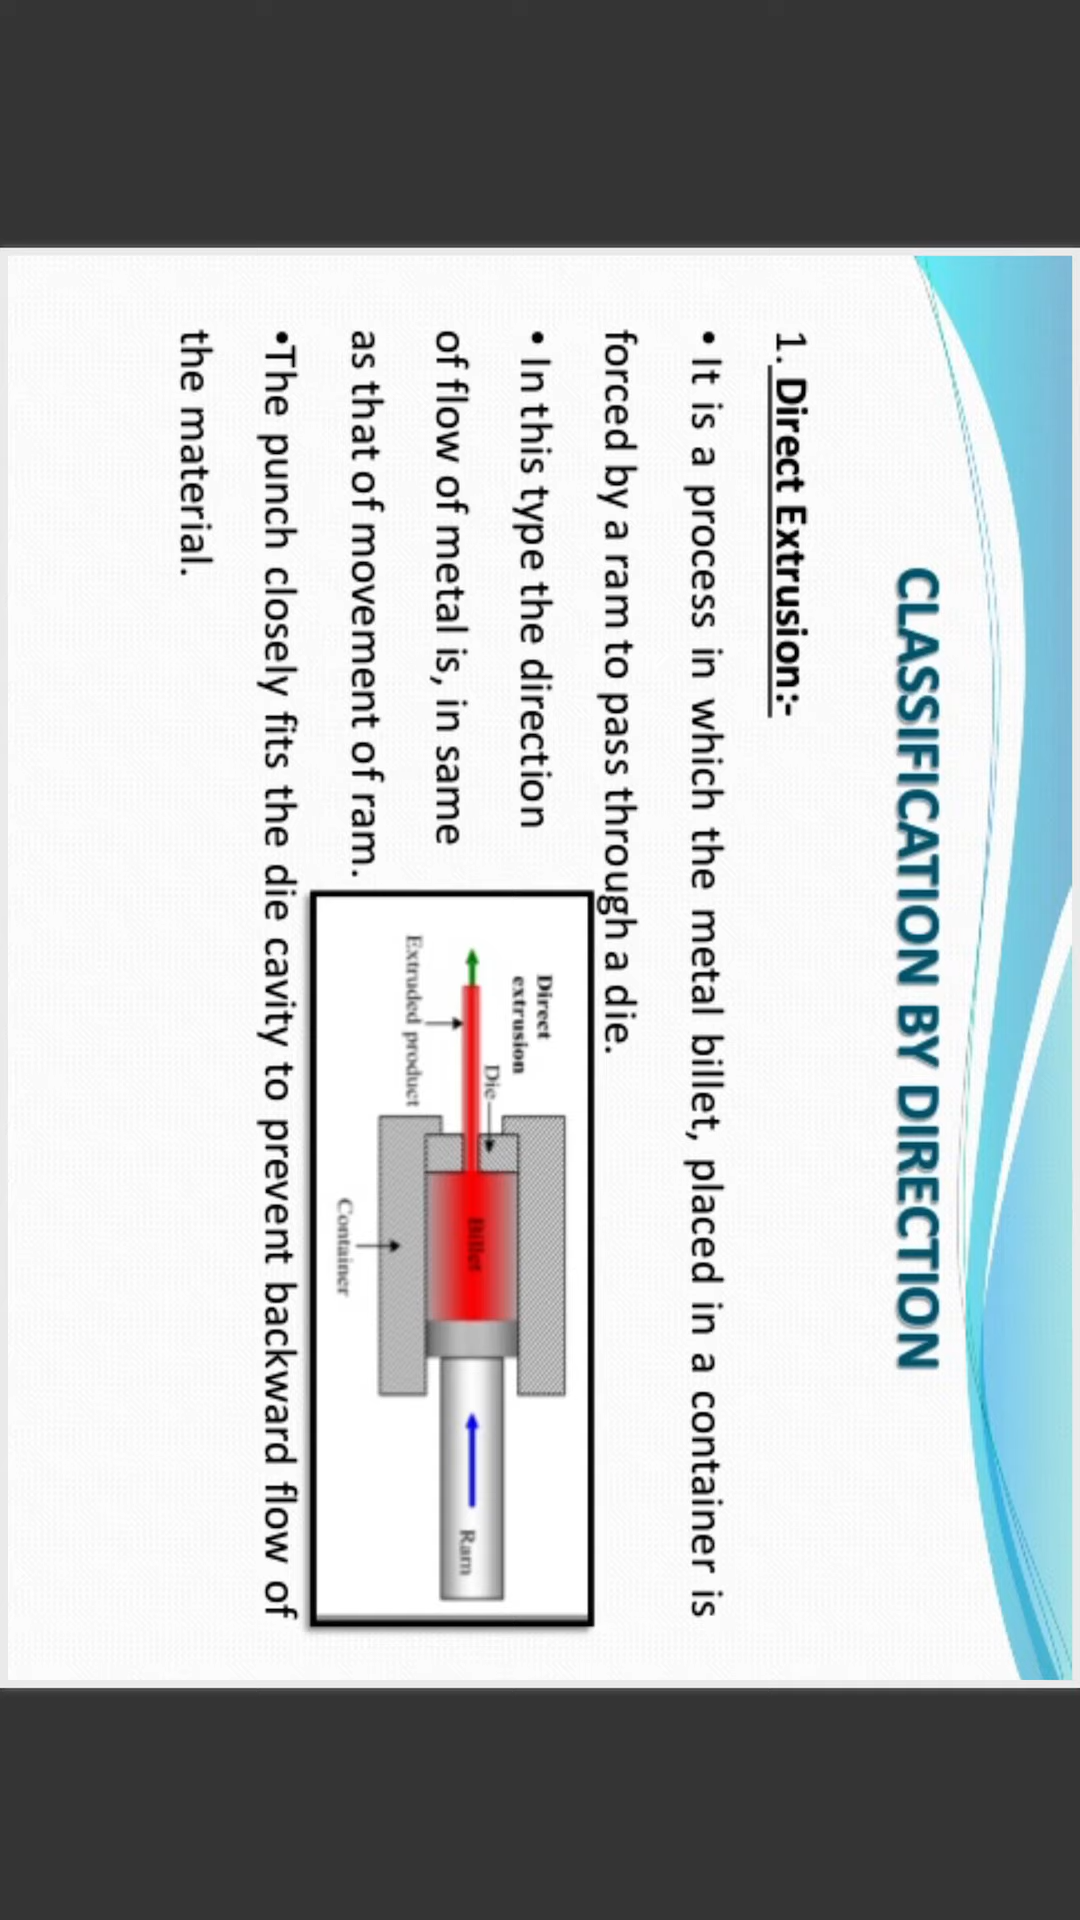 CLASSIFICATION BY DIRECTION
1. Direct Extrusion:-
• It is a process in which the metal billet, placed in a container is
forced by a ram to pass through a die.
• In this type the direction
of flow of metal is, in same
as that of movement of ram.
•The punch closely fits the die cavity to prevent backward flow of
the material.
Direct
extrusion
Die
Extruded product
Billet
Container
Ram